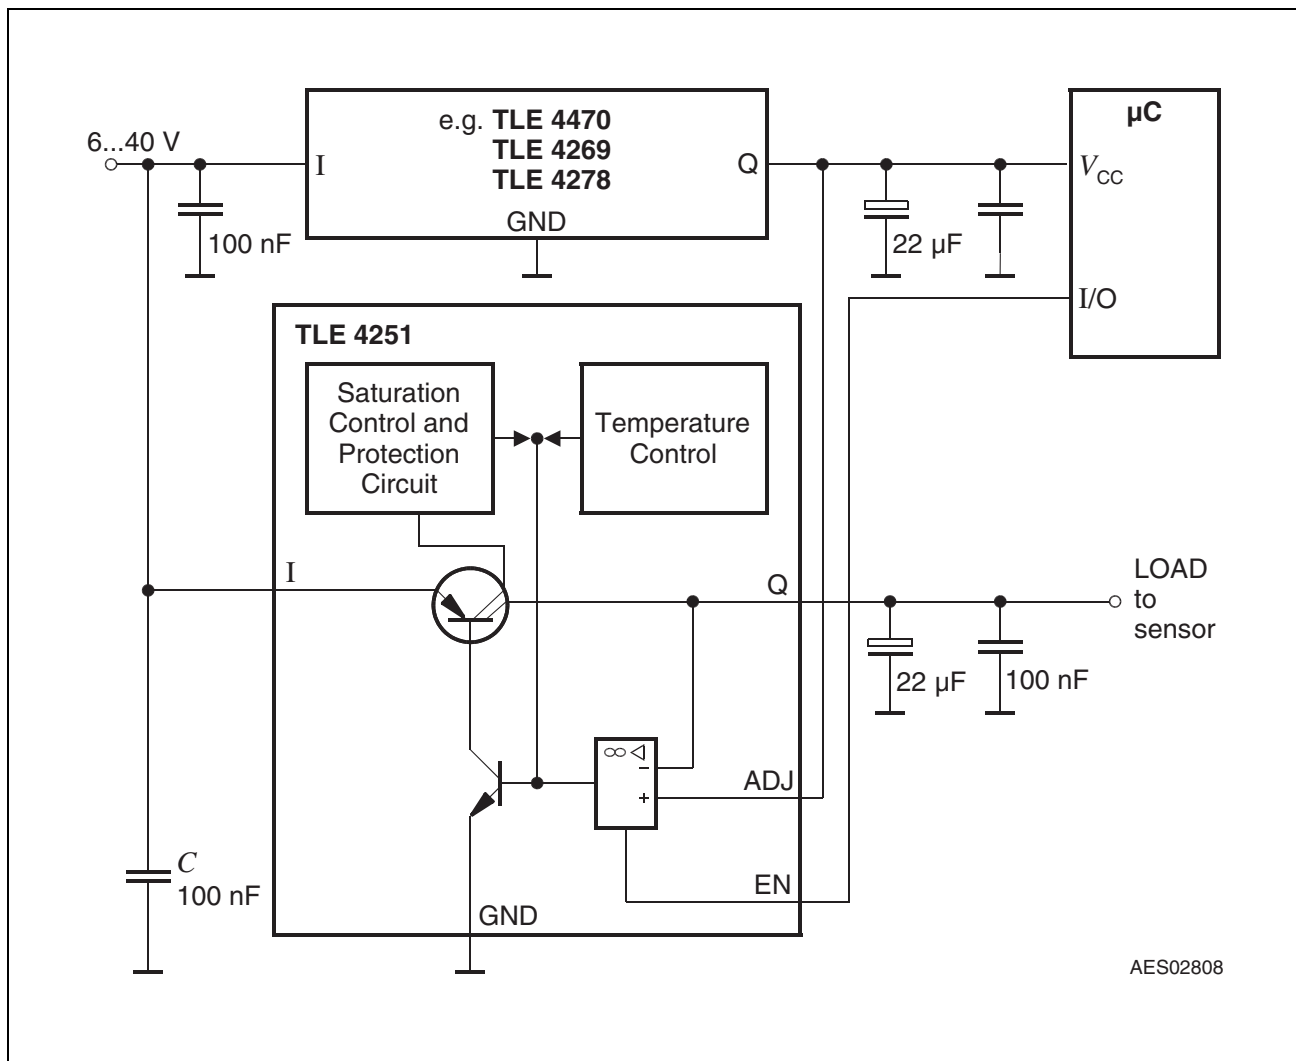 6...40 V
I
e.g. TLE 4470
TLE 4269
TLE 4278
Q
GND
µC
VCC
100 nF
22 µF
I/O
TLE 4251
Saturation
Control and
Protection
Circuit
Temperature
Control
I
Q
LOAD
to
sensor
22 µF
100 nF
∞
−
+
ADJ
C
100 nF
EN
GND
AES02808